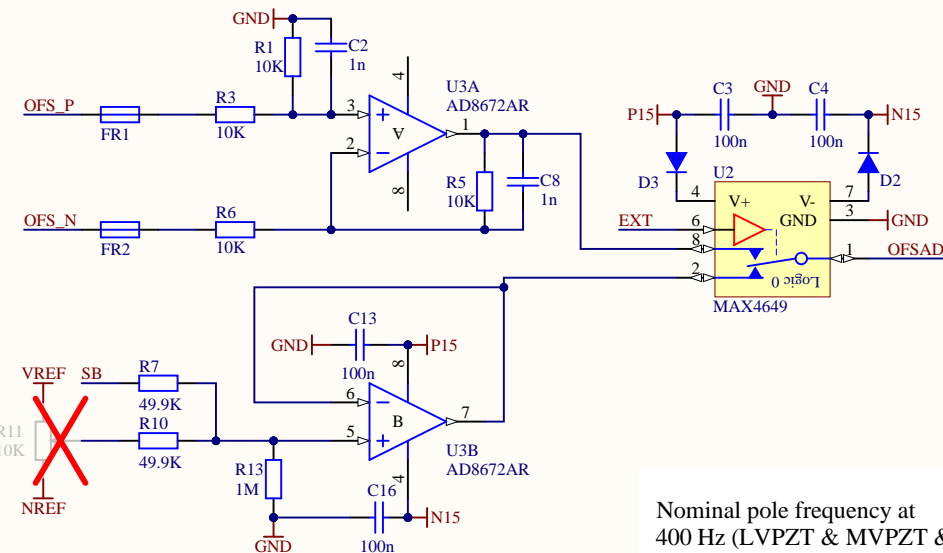 GND
R1
10K
C2
1n
4
U3A
AD8672AR
OFS_P
FR1
R3
10K
3
+
A
1
2
−
8
R5
10K
C8
1n
OFS_N
FR2
R6
10K
C3
GND
C4
P15
N15
100n
100n
D3
U2
D2
4
V+
V-
7
GND
3
GND
EXT
6
8
2
1
OFSAD
Logic 0
MAX4649
C13
GND
P15
100n
8
VREF
SB
R7
49.9K
R11
10K
R10
49.9K
NREF
6
−
B
7
5
+
U3B
AD8672AR
R13
1M
4
C16
N15
100n
GND
Nominal pole frequency at
400 Hz (LVPZT & MVPZT &